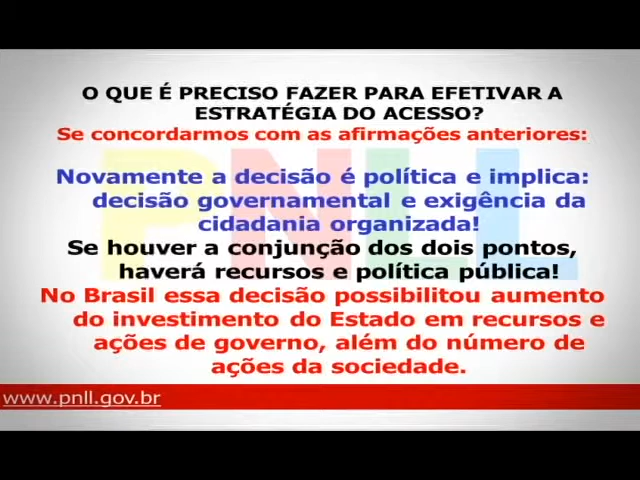 O QUE É PRECISO FAZER PARA EFETIVAR A
ESTRATÉGIA DO ACESSO?
Se concordarmos com as afirmações anteriores:
Novamente a decisão é política e implica:
decisão governamental e exigência da
cidadania organizada!
Se houver a conjunção dos dois pontos,
haverá recursos e política pública!
No Brasil essa decisão possibilitou aumento
do investimento do Estado em recursos e
ações de governo, além do número de
ações da sociedade.
www.pnll.gov.br
PNLL